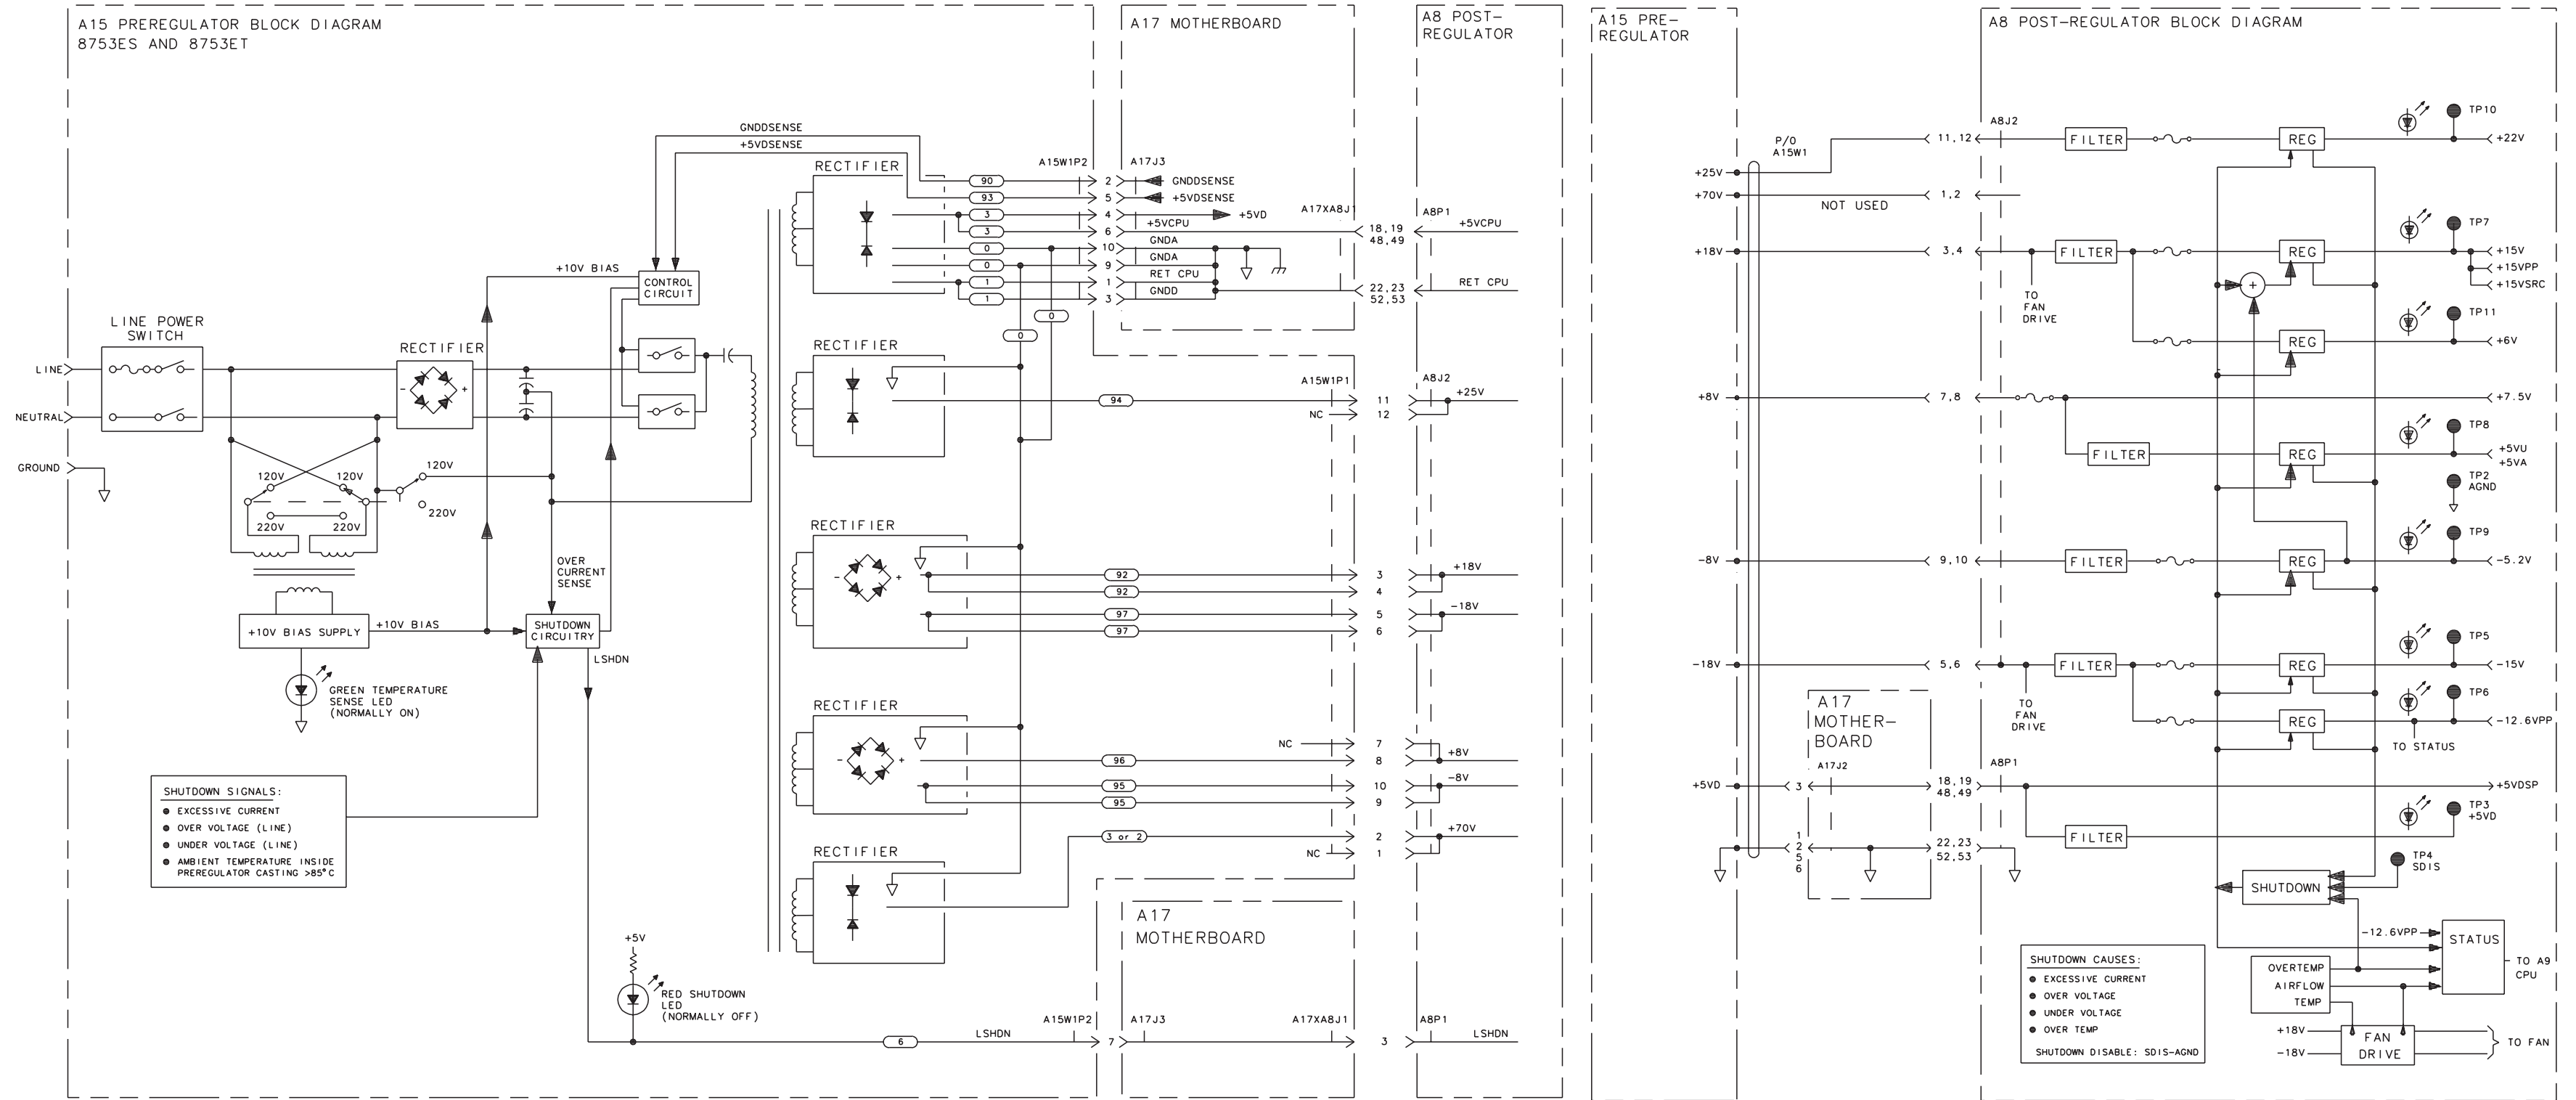 A15 PREREGULATOR BLOCK DIAGRAM
8753ES AND 8753ET
LINE
NEUTRAL
GROUND
LINE POWER
SWITCH
RECTIFIER
-
+
120V
120V
220V
220V
120V
220V
+10V BIAS SUPPLY
+10V BIAS
GREEN TEMPERATURE
SENSE LED
(NORMALLY ON)
SHUTDOWN SIGNALS:
EXCESSIVE CURRENT
OVER VOLTAGE (LINE)
UNDER VOLTAGE (LINE)
AMBIENT TEMPERATURE INSIDE
PREREGULATOR CASTING >85°C
+10V BIAS
CONTROL
CIRCUIT
OVER
CURRENT
SENSE
SHUTDOWN
CIRCUITRY
LSHDN
+5V
RED SHUTDOWN
LED
(NORMALLY OFF)
GNDDSENSE
+5VDSENSE
RECTIFIER
90
93
3
3
0
0
1
1
0
0
RECTIFIER
94
RECTIFIER
-
+
92
92
97
97
RECTIFIER
-
+
96
95
95
RECTIFIER
3 or 2
6
LSHDN
A17 MOTHERBOARD
A15W1P2
A17J3
2
GNDDSENSE
5
+5VDSENSE
4
+5VD
6
+5VCPU
10
GNDA
9
GNDA
1
RET CPU
3
GNDD
A17XA8J1
A8P1
18,19
48,49
+5VCPU
22,23
52,53
RET CPU
A8 POST-
REGULATOR
A15W1P1
A8J2
11
+25V
NC
12
3
+18V
4
5
-18V
6
NC
7
8
+8V
10
-8V
9
2
+70V
NC
1
A17
MOTHERBOARD
A15W1P2
A17J3
A17XA8J1
A8P1
7
3
LSHDN
A15 PRE-
REGULATOR
+25V
+70V
+18V
+8V
-8V
-18V
+5VD
P/O
A15W1
NOT USED
11,12
1,2
3,4
7,8
9,10
5,6
A17
MOTHER-
BOARD
A17J2
3
1
2
5
6
18,19
48,49
22,23
52,53
A8P1
A8 POST-REGULATOR BLOCK DIAGRAM
A8J2
FILTER
REG
TP10
+22V
TO
FAN
DRIVE
FILTER
REG
TP7
+15V
+15VPP
+15VSRC
+
REG
TP11
+6V
+7.5V
FILTER
REG
TP8
+5VU
+5VA
TP2
AGND
FILTER
REG
TP9
-5.2V
TO
FAN
DRIVE
FILTER
REG
TP5
-15V
REG
TP6
-12.6VPP
TO STATUS
+5VDSP
FILTER
TP3
+5VD
TP4
SDIS
SHUTDOWN
-12.6VPP
STATUS
TO A9
CPU
OVERTEMP
AIRFLOW
TEMP
+18V
-18V
FAN
DRIVE
TO FAN
SHUTDOWN CAUSES:
EXCESSIVE CURRENT
OVER VOLTAGE
UNDER VOLTAGE
OVER TEMP
SHUTDOWN DISABLE: SDIS-AGND